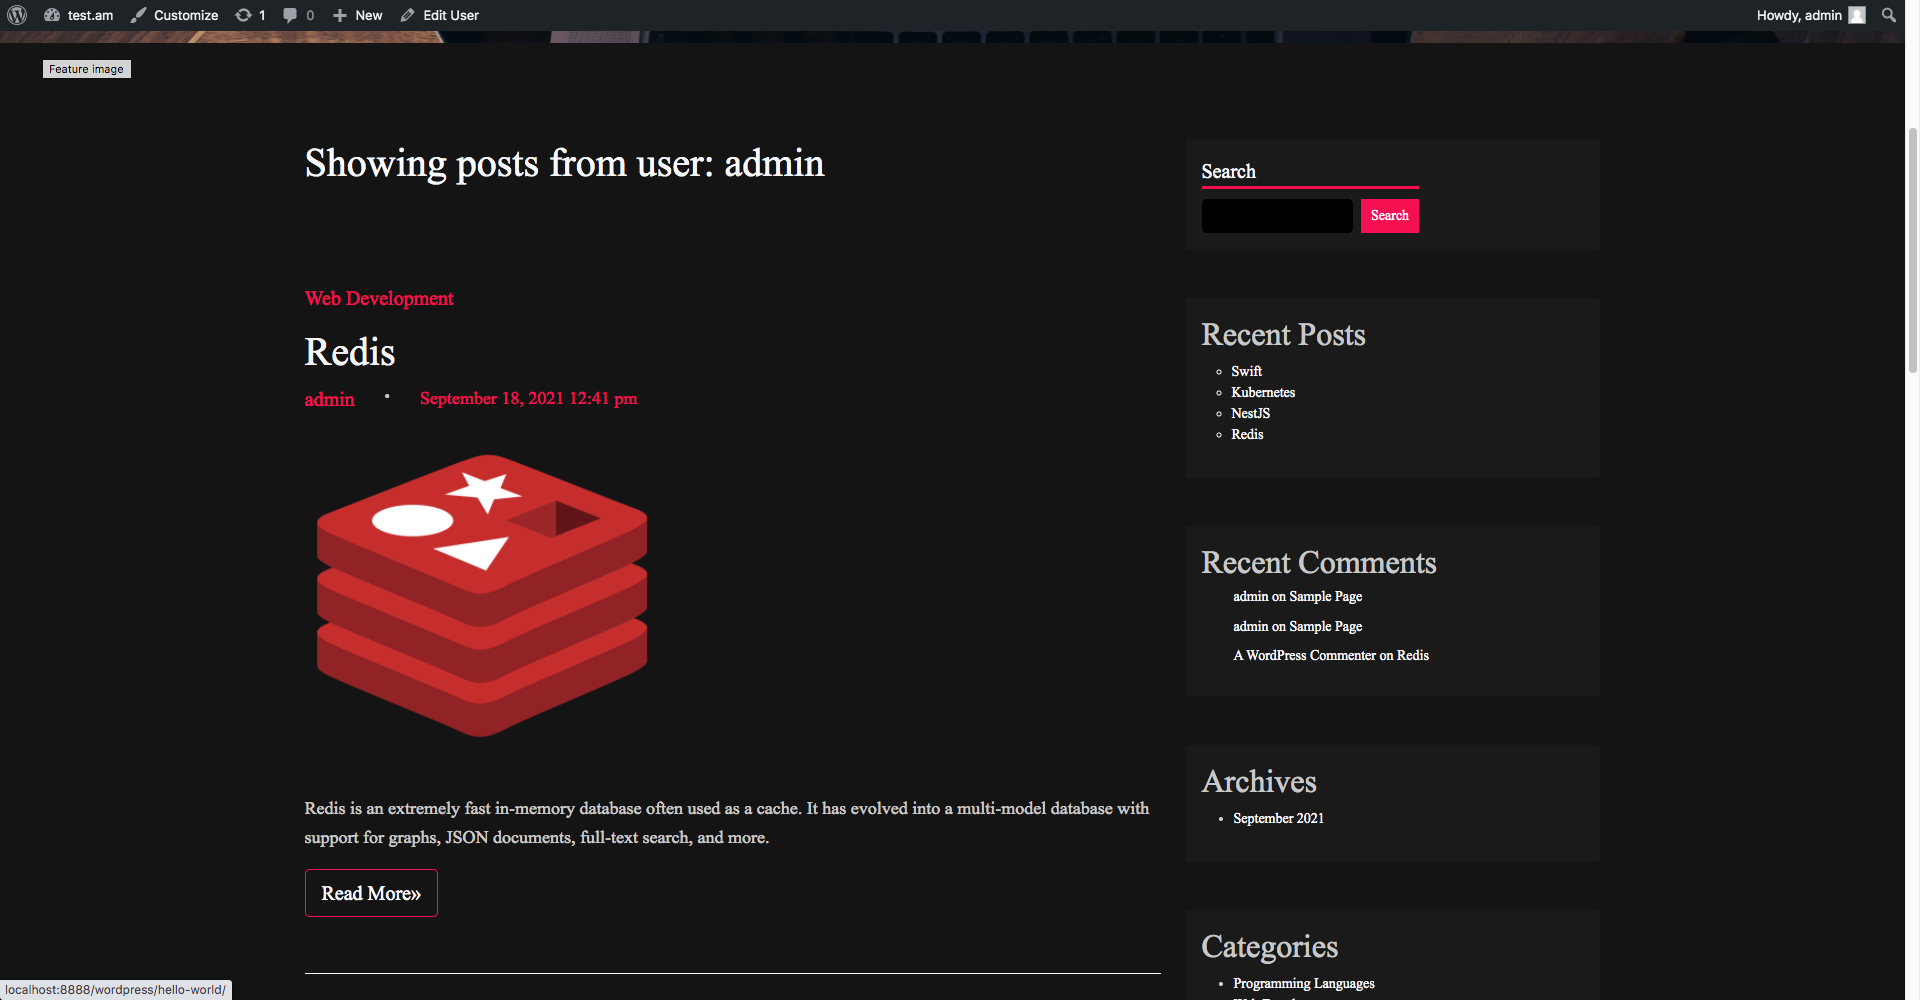 test.am Customize 1 0 New Edit User Howdy, admin
Feature image
Showing posts from user: admin
Web Development
Redis
admin • September 18, 2021 12:41 pm
Redis is an extremely fast in-memory database often used as a cache. It has evolved into a multi-model database with
support for graphs, JSON documents, full-text search, and more.
Read More»
Search
Search
Recent Posts
Swift
Kubernetes
NestJS
Redis
Recent Comments
admin on Sample Page
admin on Sample Page
A WordPress Commenter on Redis
Archives
September 2021
Categories
Programming Languages
localhost:8888/wordpress/hello-world/